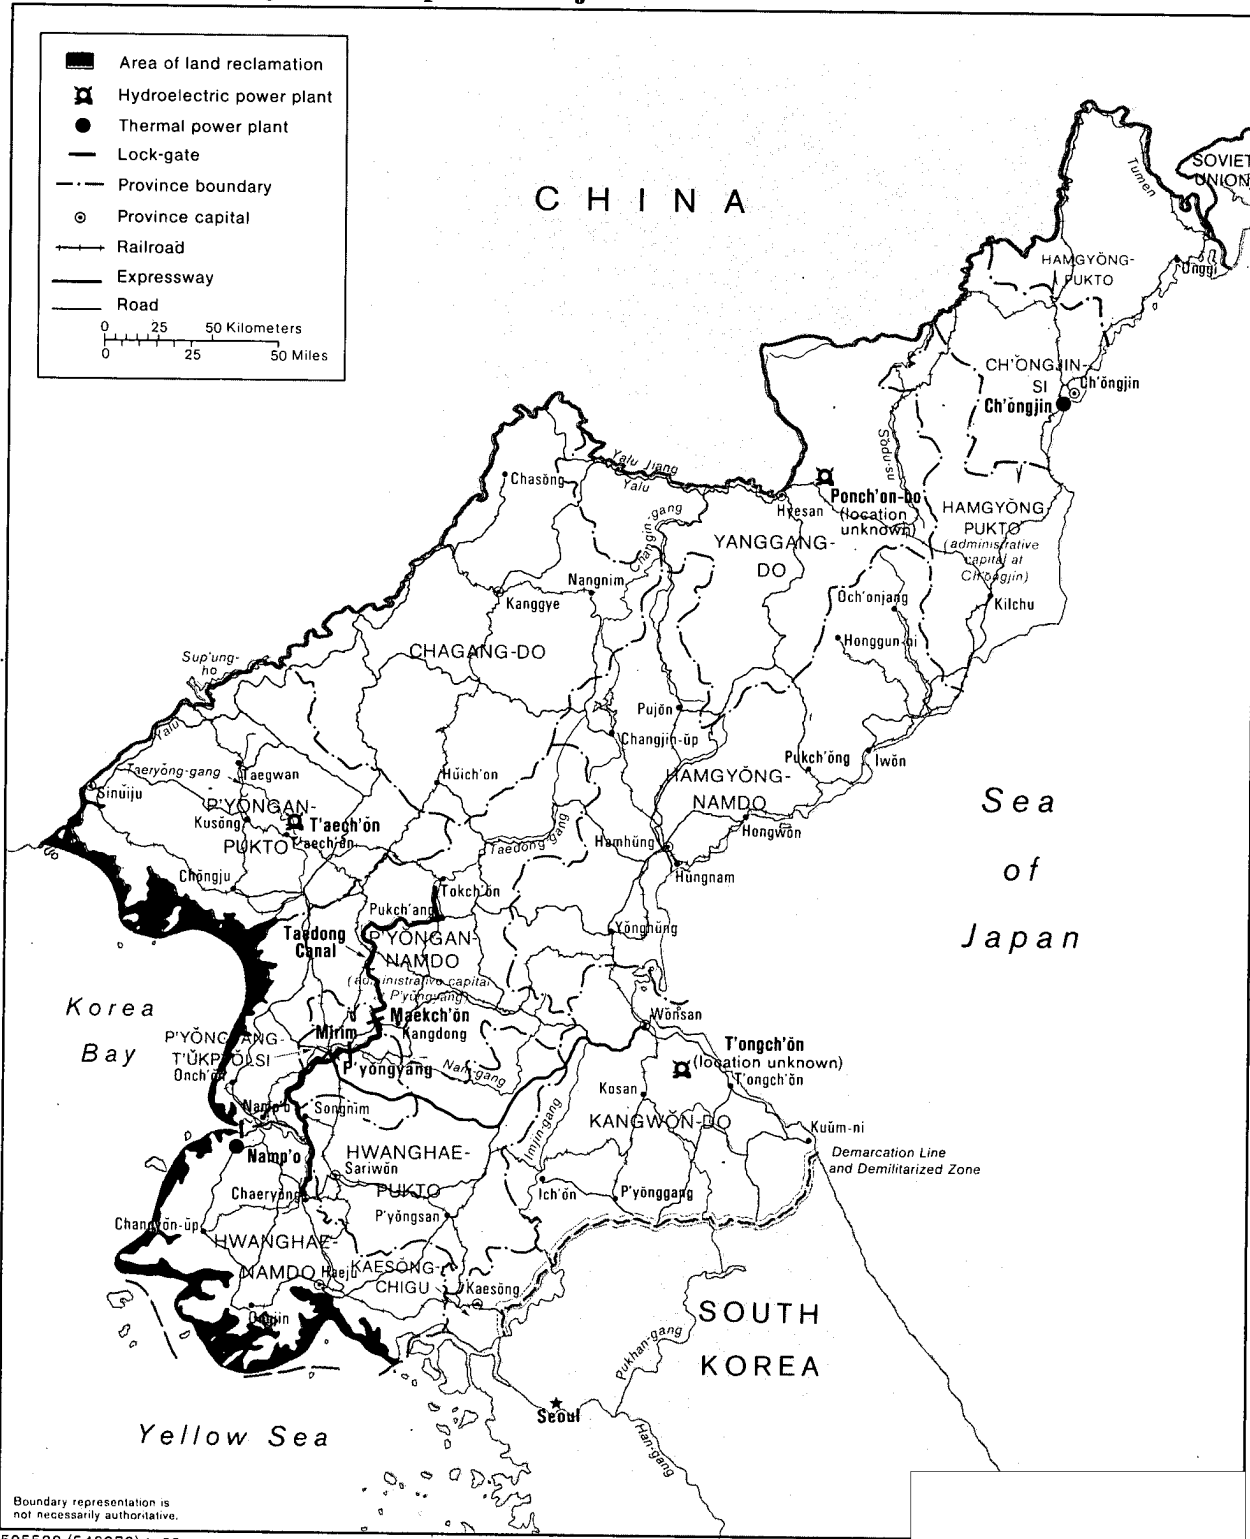 Area of land reclamation
Hydroelectric power plant
Thermal power plant
Lock-gate
Province boundary
Province capital
Railroad
Expressway
Road
0 25 50 Kilometers
0 25 50 Miles
CHINA
SOVIET
UNION
Tumen
HAMGYŎNG-
PUKTO
Unggi
CH'ŎNGJIN-
SI
Ch'ŏngjin
Ch'ŏngjin
Sŏdu-su
Yalu Jiang
Yalu
Chasŏng
Hyesan
Ponch'on-bo
(location
unknown)
HAMGYŎNG
PUKTO
(administrative
capital at
Ch'ŏngjin)
Changjin-gang
YANGGANG-
DO
Nangnim
Kanggye
Och'onjang
Kilchu
Honggun-ni
CHAGANG-DO
Sup'ung-
ho
Yalu
Pujŏn
Changjin-ŭp
Pukch'ŏng
Iwŏn
Taeryŏng-gang
Taegwan
Hŭich'on
HAMGYŎNG-
NAMDO
Sinŭiju
P'YŎNGAN-
PUKTO
Kusŏng
T'aech'ŏn
T'aech'ŏn
Taedong-gang
Hamhŭng
Hongwŏn
Hŭngnam
Sea
of
Japan
Chŏngju
Tokch'ŏn
Pukch'ang
Taedong
Canal
P'YŎNGAN-
NAMDO
(administrative capital
at P'yŭngyang)
Yŏnghŭng
Korea
Bay
Maekch'ŏn
Kangdong
Mirim
Wŏnsan
P'YŎNGYANG-
T'ŬKPYŎLSI
Onch'ŏn
P'yŏngyang
Nam-gang
T'ongch'ŏn
(location unknown)
T'ongch'ŏn
Kosan
Namp'o
Songnim
Imjin-gang
KANGWŎN-DO
Kuŭm-ni
Demarcation Line
and Demilitarized Zone
Namp'o
HWANGHAE-
PUKTO
Sariwŏn
Chaeryŏng
Ich'ŏn
P'yŏnggang
P'yŏngsan
Changyŏn-ŭp
HWANGHAE-
NAMDO
Haeju
KAESŎNG-
CHIGU
Kaesŏng
Ongjin
SOUTH
KOREA
Pukhan-gang
Seoul
Han-gang
Yellow Sea
Boundary representation is
not necessarily authoritative.